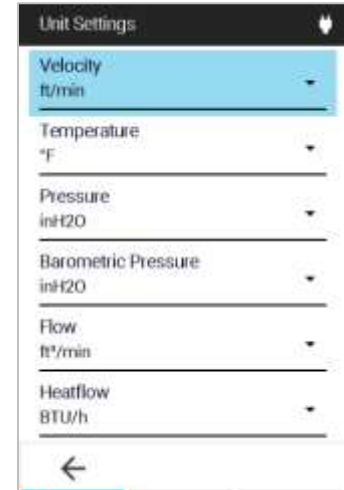 Unit Settings
Velocity
ft/min
Temperature
°F
Pressure
inH2O
Barometric Pressure
inH2O
Flow
ft³/min
Heatflow
BTU/h